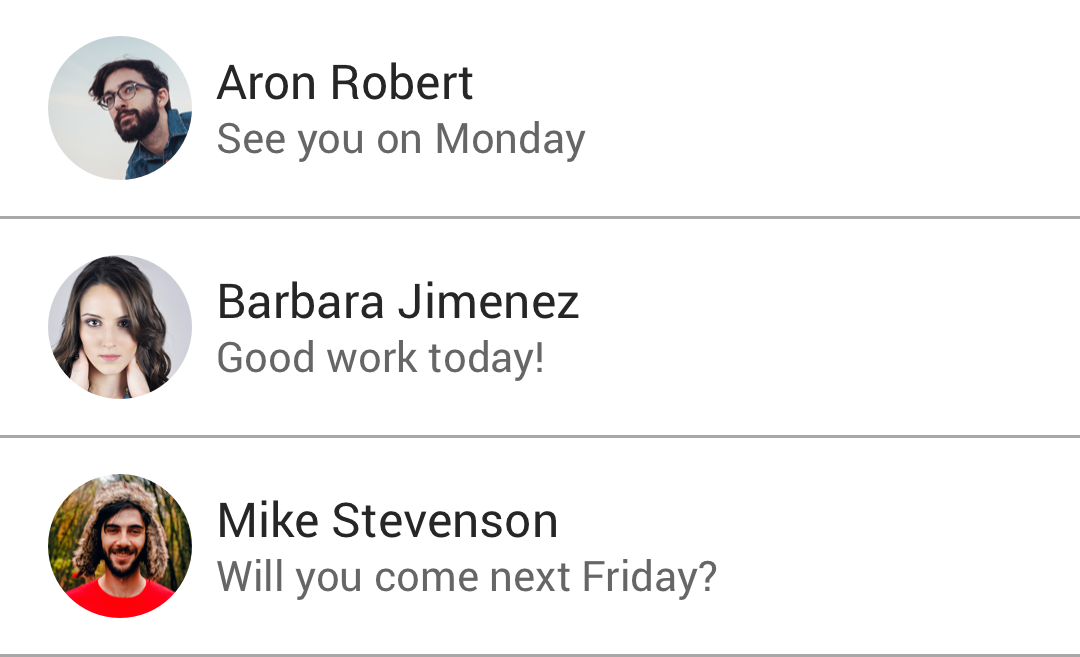 Aron Robert
See you on Monday
Barbara Jimenez
Good work today!
Mike Stevenson
Will you come next Friday?